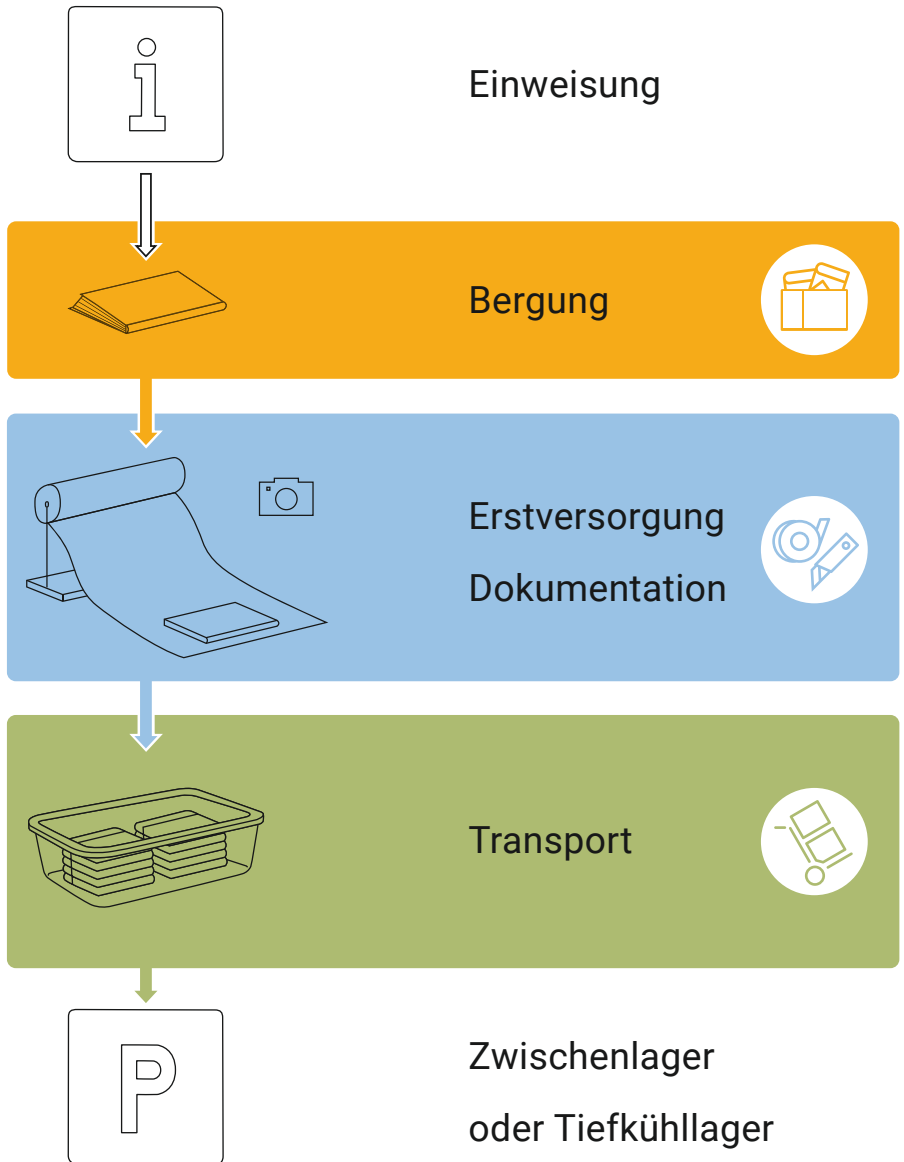 i
Einweisung
Bergung
Erstversorgung
Dokumentation
Transport
P
Zwischenlager
oder Tiefkühllager